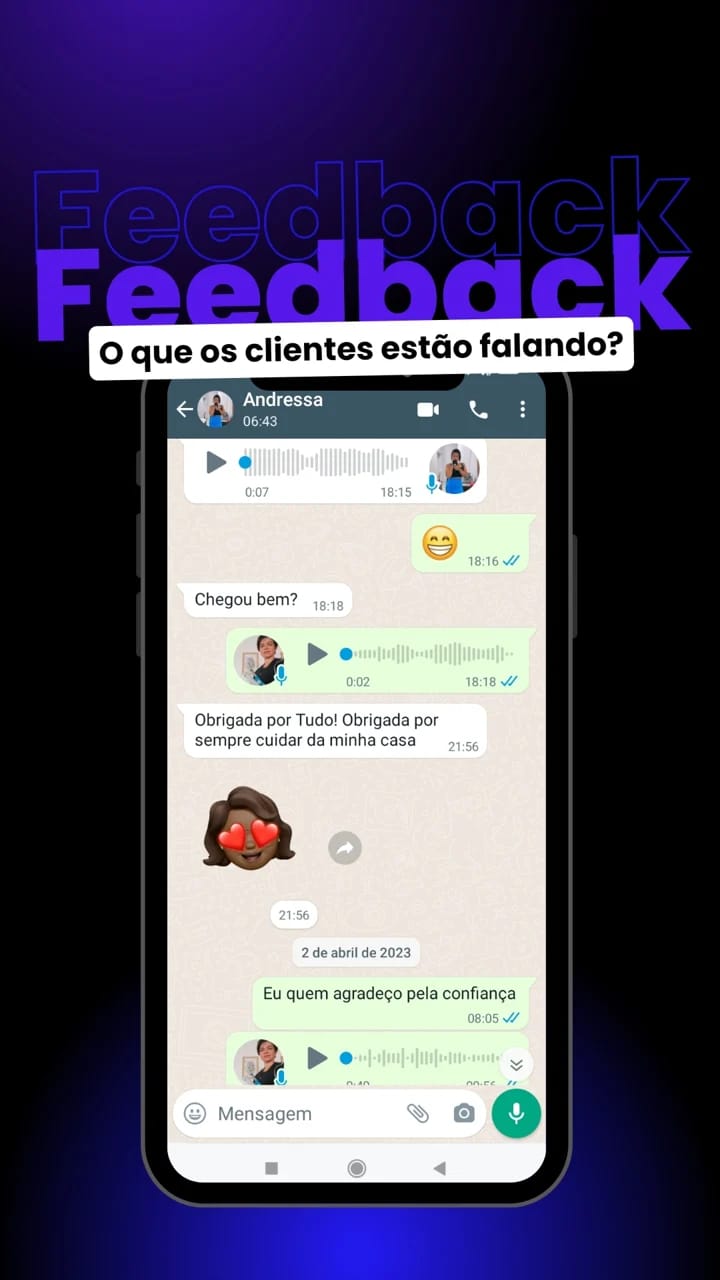 Feedback
Feedback
O que os clientes estão falando?
Andressa
06:43
0:07
18:15
18:16
Chegou bem?
18:18
0:02
18:18
Obrigada por Tudo! Obrigada por
sempre cuidar da minha casa
21:56
21:56
2 de abril de 2023
Eu quem agradeço pela confiança
08:05
Mensagem